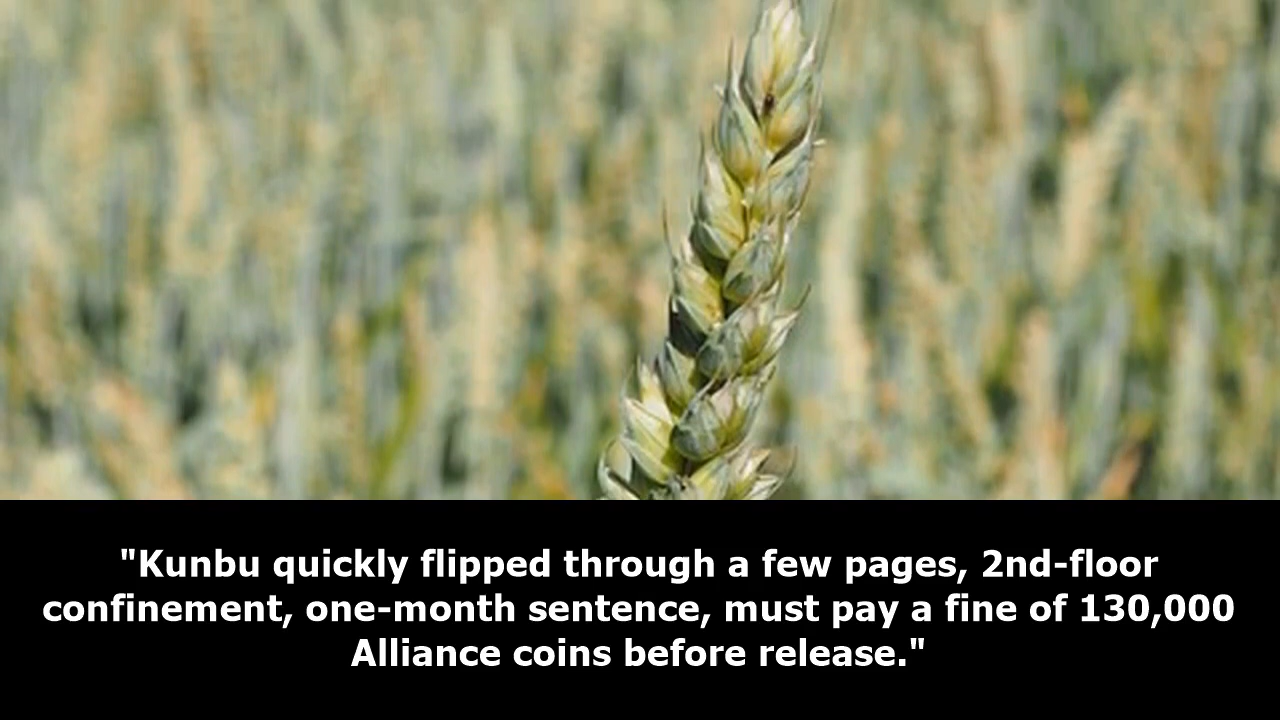 "Kunbu quickly flipped through a few pages, 2nd-floor
confinement, one-month sentence, must pay a fine of 130,000
Alliance coins before release."